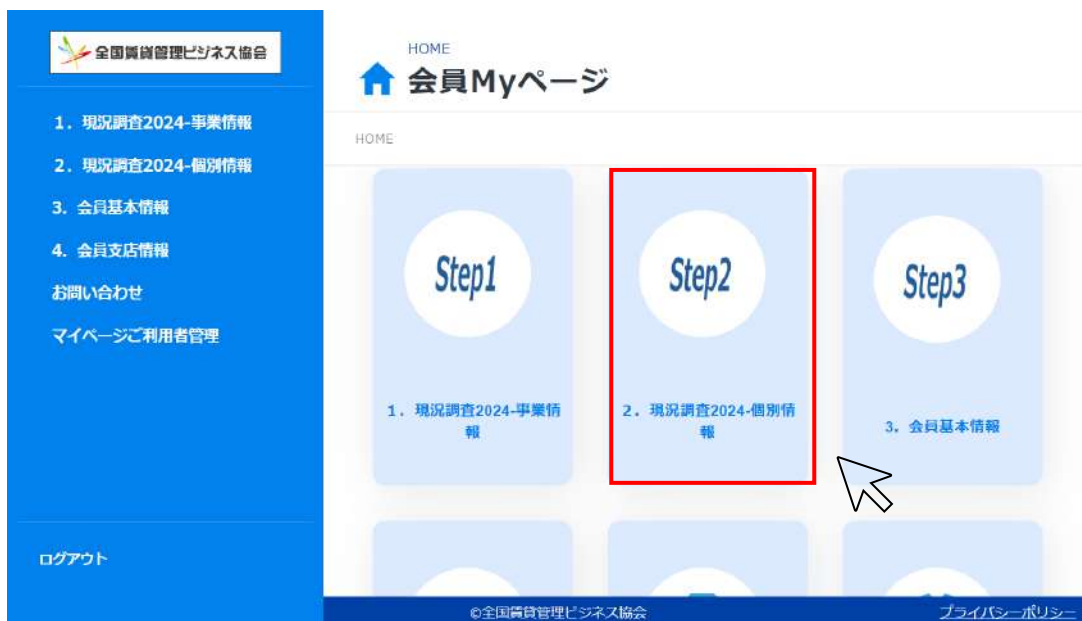 全国賃貸管理ビジネス協会
1. 現況調査2024-事業情報
2. 現況調査2024-個別情報
3. 会員基本情報
4. 会員支店情報
お問い合わせ
マイページご利用者管理
ログアウト
HOME
会員Myページ
HOME
Step1
1. 現況調査2024-事業情
報
Step2
2. 現況調査2024-個別情
報
Step3
3. 会員基本情報
©全国賃貸管理ビジネス協会
プライバシーポリシー